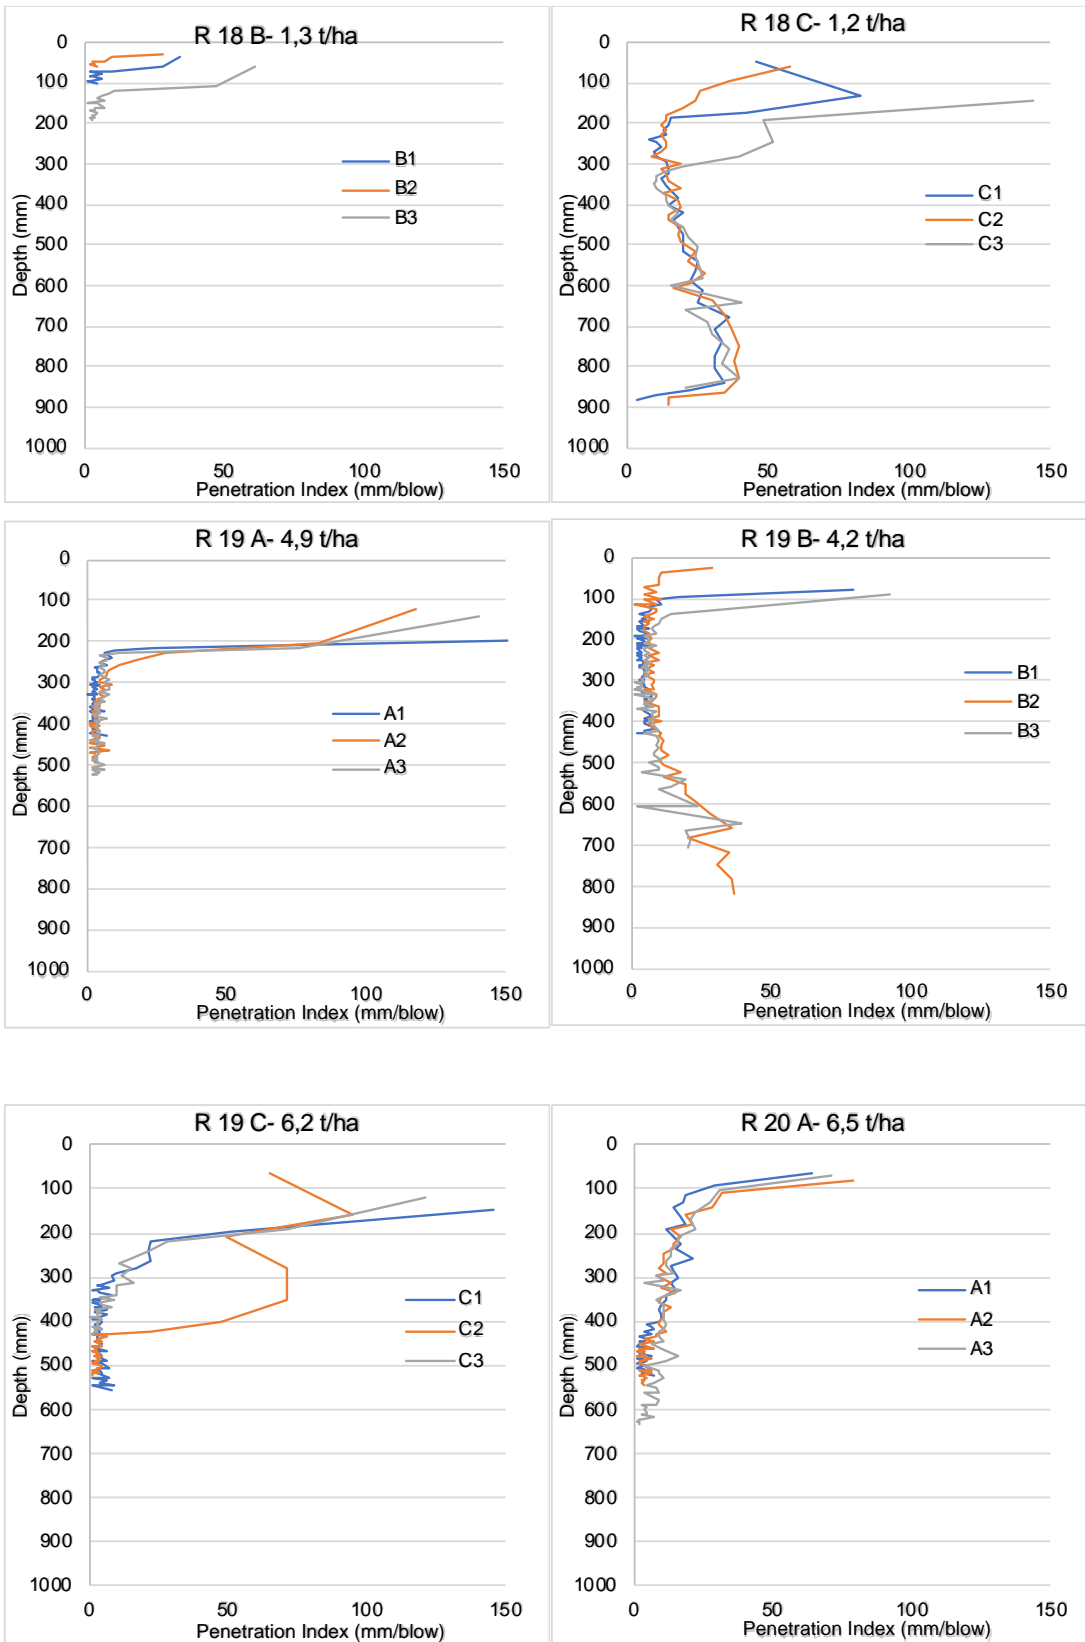 R 18 B- 1,3 t/ha
0
100
200
300
400
500
600
700
800
900
1000
Depth (mm)
B1
B2
B3
0 50 100 150
Penetration Index (mm/blow)
R 18 C- 1,2 t/ha
0
100
200
300
400
500
600
700
800
900
1000
Depth (mm)
C1
C2
C3
0 50 100 150
Penetration Index (mm/blow)
R 19 A- 4,9 t/ha
0
100
200
300
400
500
600
700
800
900
1000
Depth (mm)
A1
A2
A3
0 50 100 150
Penetration Index (mm/blow)
R 19 B- 4,2 t/ha
0
100
200
300
400
500
600
700
800
900
1000
Depth (mm)
B1
B2
B3
0 50 100 150
Penetration Index (mm/blow)
R 19 C- 6,2 t/ha
0
100
200
300
400
500
600
700
800
900
1000
Depth (mm)
C1
C2
C3
0 50 100 150
Penetration Index (mm/blow)
R 20 A- 6,5 t/ha
0
100
200
300
400
500
600
700
800
900
1000
Depth (mm)
A1
A2
A3
0 50 100 150
Penetration Index (mm/blow)